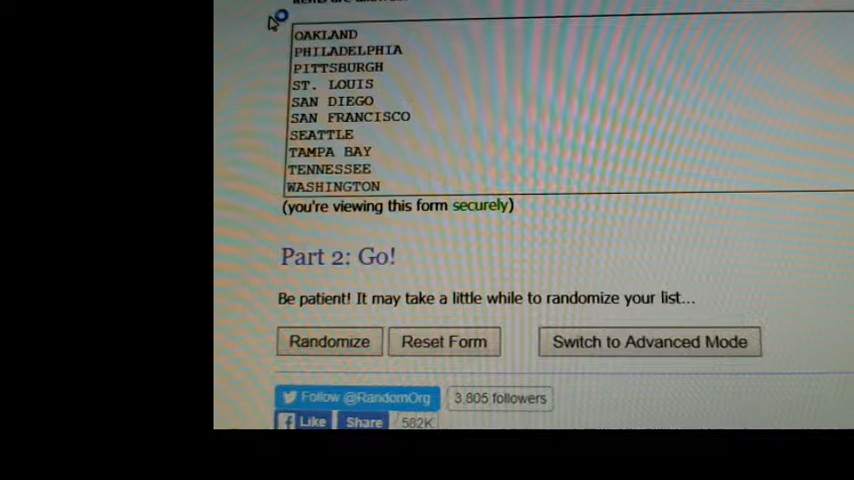 OAKLAND
PHILADELPHIA
PITTSBURGH
ST. LOUIS
SAN DIEGO
SAN FRANCISCO
SEATTLE
TAMPA BAY
TENNESSEE
WASHINGTON
(you're viewing this form securely)
Part 2: Go!
Be patient! It may take a little while to randomize your list...
Randomize Reset Form Switch to Advanced Mode
Follow @RandomOrg 3,805 followers
Like Share 582K